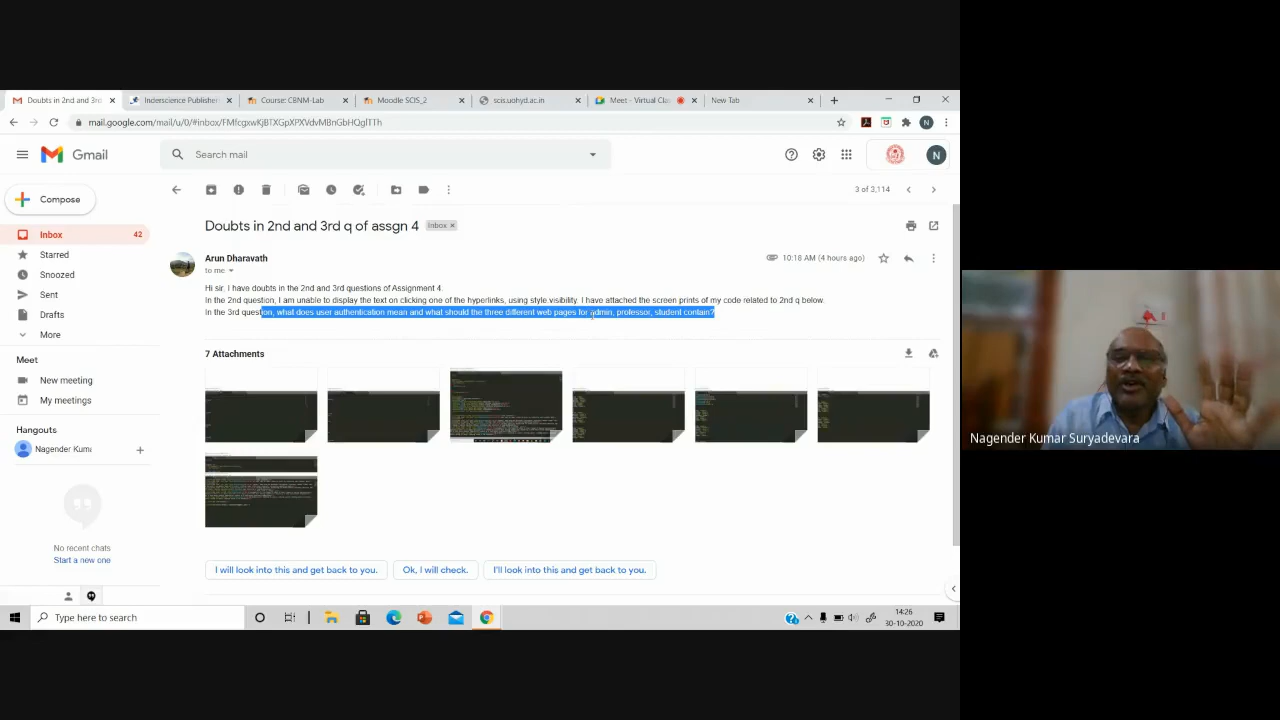 Doubts in 2nd and 3rd
Inderscience Publisher
Course: CBNM-Lab
Moodle SCIS_2
scis.uohyd.ac.in
Meet - Virtual Cla
New Tab
mail.google.com/mail/u/0/#inbox/
Gmail
Search mail
N
Compose
3 of 3,114
Inbox 42
Starred
Snoozed
Sent
Drafts
More
Meet
New meeting
My meetings
Hangouts
Nagender Kum
No recent chats
Start a new one
Doubts in 2nd and 3rd q of assgn 4 Inbox
Arun Dharavath
10:18 AM (4 hours ago)
to me
Hi sir, I have doubts in the 2nd and 3rd questions of Assignment 4.
In the 2nd question, I am unable to display the text on clicking one of the hyperlinks, using style visibility. I have attached the screen prints of my code related to 2nd q below.
In the 3rd question, what does user authentication mean and what should the three different web pages for admin, professor, student contain?
7 Attachments
I will look into this and get back to you.
Ok, I will check.
I'll look into this and get back to you.
Type here to search
14:26
30-10-2020
Nagender Kumar Suryadevara